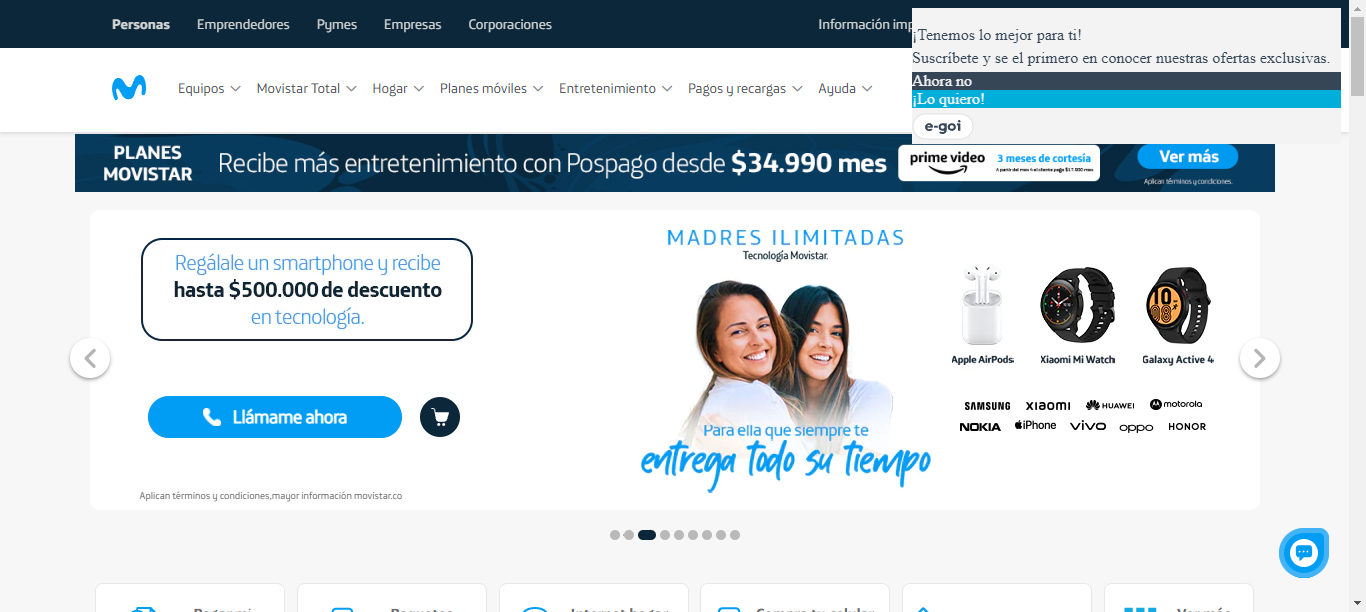 Personas Emprendedores Pymes Empresas Corporaciones Información
¡Tenemos lo mejor para ti!
Suscríbete y se el primero en conocer nuestras ofertas exclusivas.
Ahora no
¡Lo quiero!
e-goi
Equipos Movistar Total Hogar Planes móviles Entretenimiento Pagos y recargas Ayuda
PLANES
MOVISTAR
Recibe más entretenimiento con Pospago desde $34.990 mes
prime video
3 meses de cortesía
A partir del mes 4 el cliente paga $17.900 mes
Ver más
Aplican términos y condiciones.
Regálale un smartphone y recibe
hasta $500.000 de descuento
en tecnología.
Llámame ahora
Aplican términos y condiciones,mayor información movistar.co
MADRES ILIMITADAS
Tecnología Movistar.
Para ella que siempre te
entrega todo su tiempo
Apple AirPods Xiaomi Mi Watch Galaxy Active 4
SAMSUNG xiaomi HUAWEI motorola
NOKIA iPhone vivo oppo HONOR
Pagar mi Paquetes Internet hogar Compra tu celular Ver más